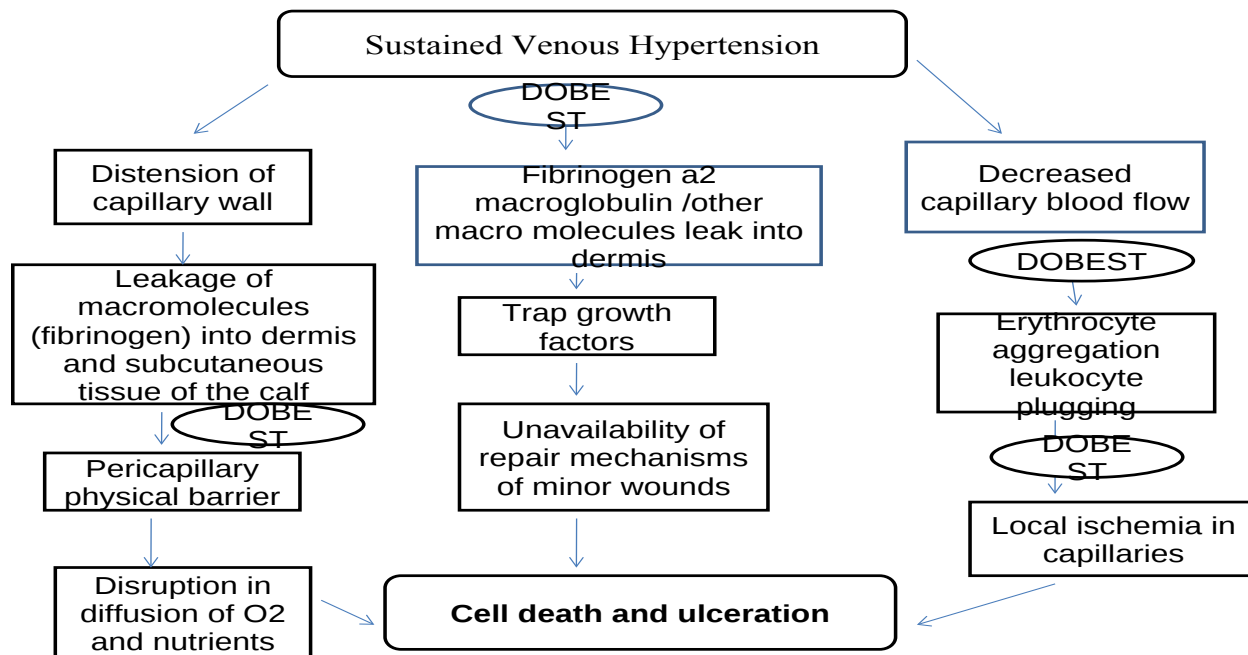 Sustained Venous Hypertension
DOBE
ST
Distension of
capillary wall
Fibrinogen a2
macroglobulin /other
macro molecules leak into
dermis
Decreased
capillary blood flow
DOBEST
Leakage of
macromolecules
(fibrinogen) into dermis
and subcutaneous
tissue of the calf
Trap growth
factors
Erythrocyte
aggregation
leukocyte
plugging
DOBE
ST
Unavailability of
repair mechanisms
of minor wounds
DOBE
ST
Pericapillary
physical barrier
Local ischemia in
capillaries
Disruption in
diffusion of O2
and nutrients
Cell death and ulceration